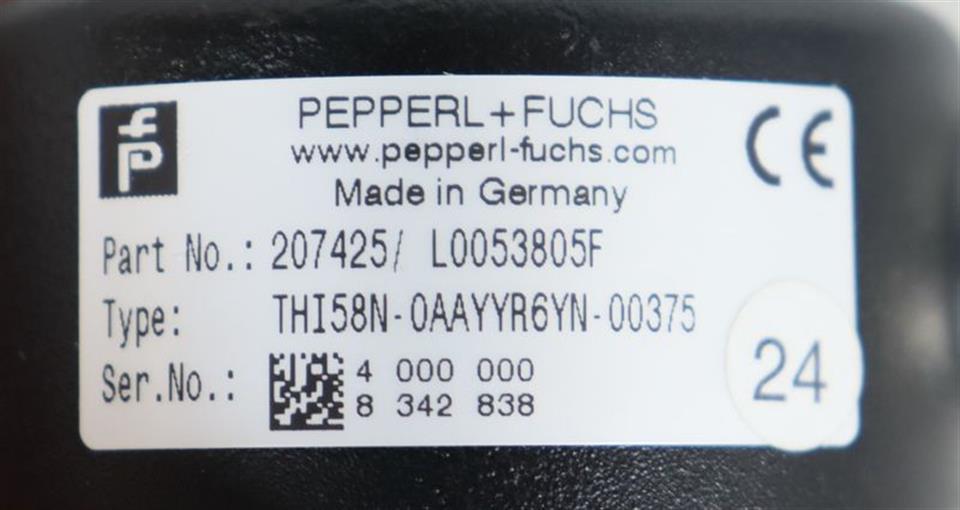 PEPPERL+FUCHS
www.pepperl-fuchs.com
Made in Germany
fP
CE
Part No.: 207425/ L0053805F
Type: THI58N-0AAYYR6YN-00375
Ser.No.: 4 000 000
8 342 838
24